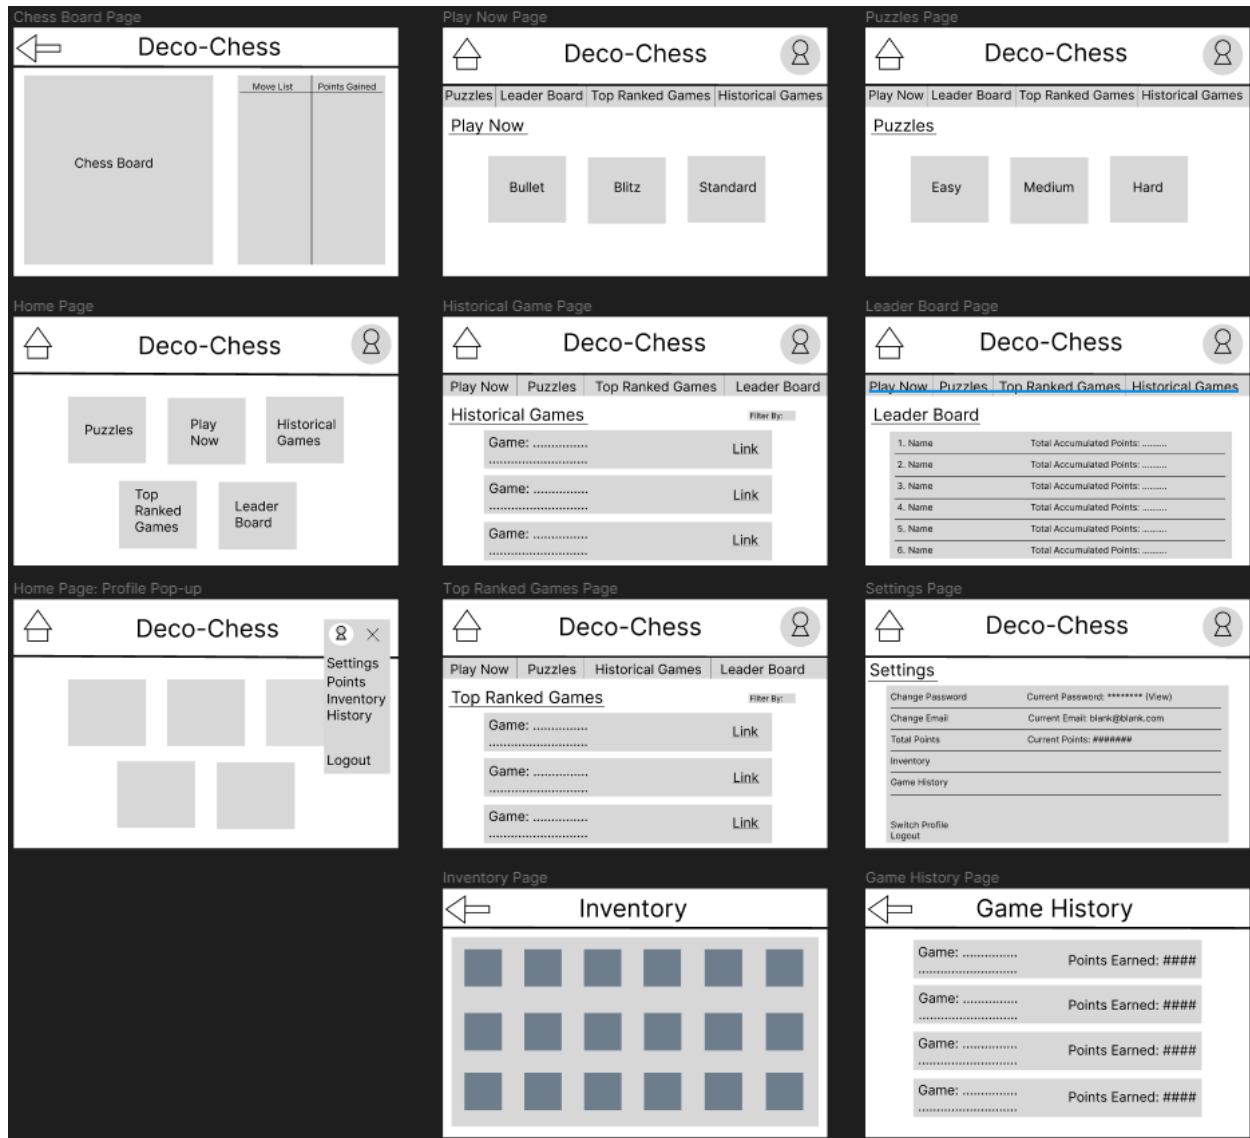 Chess Board Page
Deco-Chess
Chess Board
Move List
Points Gained
Play Now Page
Deco-Chess
Puzzles
Leader Board
Top Ranked Games
Historical Games
Play Now
Bullet
Blitz
Standard
Puzzles Page
Deco-Chess
Play Now
Leader Board
Top Ranked Games
Historical Games
Puzzles
Easy
Medium
Hard
Home Page
Deco-Chess
Puzzles
Play
Now
Historical
Games
Top
Ranked
Games
Leader
Board
Historical Game Page
Deco-Chess
Play Now
Puzzles
Top Ranked Games
Leader Board
Historical Games
Filter By:
Game: ...............
............................
Link
Game: ...............
............................
Link
Game: ...............
............................
Link
Leader Board Page
Deco-Chess
Play Now
Puzzles
Top Ranked Games
Historical Games
Leader Board
1. Name
Total Accumulated Points: .........
2. Name
Total Accumulated Points: .........
3. Name
Total Accumulated Points: .........
4. Name
Total Accumulated Points: .........
5. Name
Total Accumulated Points: .........
6. Name
Total Accumulated Points: .........
Home Page: Profile Pop-up
Deco-Chess
Settings
Points
Inventory
History
Logout
Top Ranked Games Page
Deco-Chess
Play Now
Puzzles
Historical Games
Leader Board
Top Ranked Games
Filter By:
Game: ...............
............................
Link
Game: ...............
............................
Link
Game: ...............
............................
Link
Settings Page
Deco-Chess
Settings
Change Password
Current Password: ******** (View)
Change Email
Current Email: blank@blank.com
Total Points
Current Points: #######
Inventory
Game History
Switch Profile
Logout
Inventory Page
Inventory
Game History Page
Game History
Game: ...............
............................
Points Earned: ####
Game: ...............
............................
Points Earned: ####
Game: ...............
............................
Points Earned: ####
Game: ...............
............................
Points Earned: ####